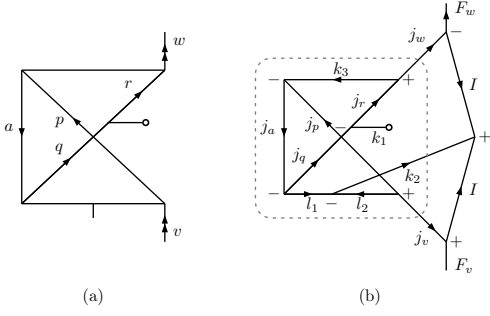 w
r
a
p
q
v
(a)
F_w
j_w
−
k_3
−
+
j_r
I
j_a
j_p
−
k_1
+
j_q
k_2
I
−
l_1
−
l_2
+
j_v
+
F_v
(b)